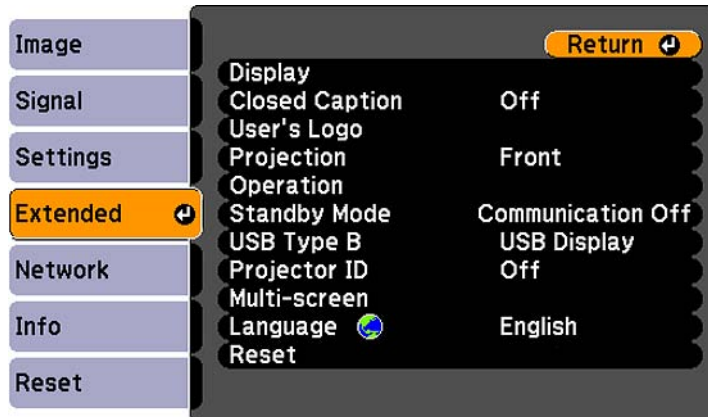 Image
Signal
Settings
Extended
Network
Info
Reset
Return
Display
Closed Caption Off
User's Logo
Projection Front
Operation
Standby Mode Communication Off
USB Type B USB Display
Projector ID Off
Multi-screen
Language English
Reset